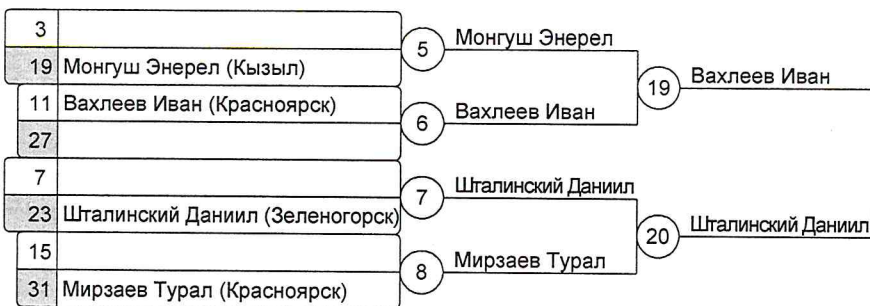 3
19 Монгуш Энерел (Кызыл)
11 Вахлеев Иван (Красноярск)
27
7
23 Шталинский Даниил (Зеленогорск)
15
31 Мирзаев Турал (Красноярск)
5 Монгуш Энерел
6 Вахлеев Иван
7 Шталинский Даниил
8 Мирзаев Турал
19 Вахлеев Иван
20 Шталинский Даниил